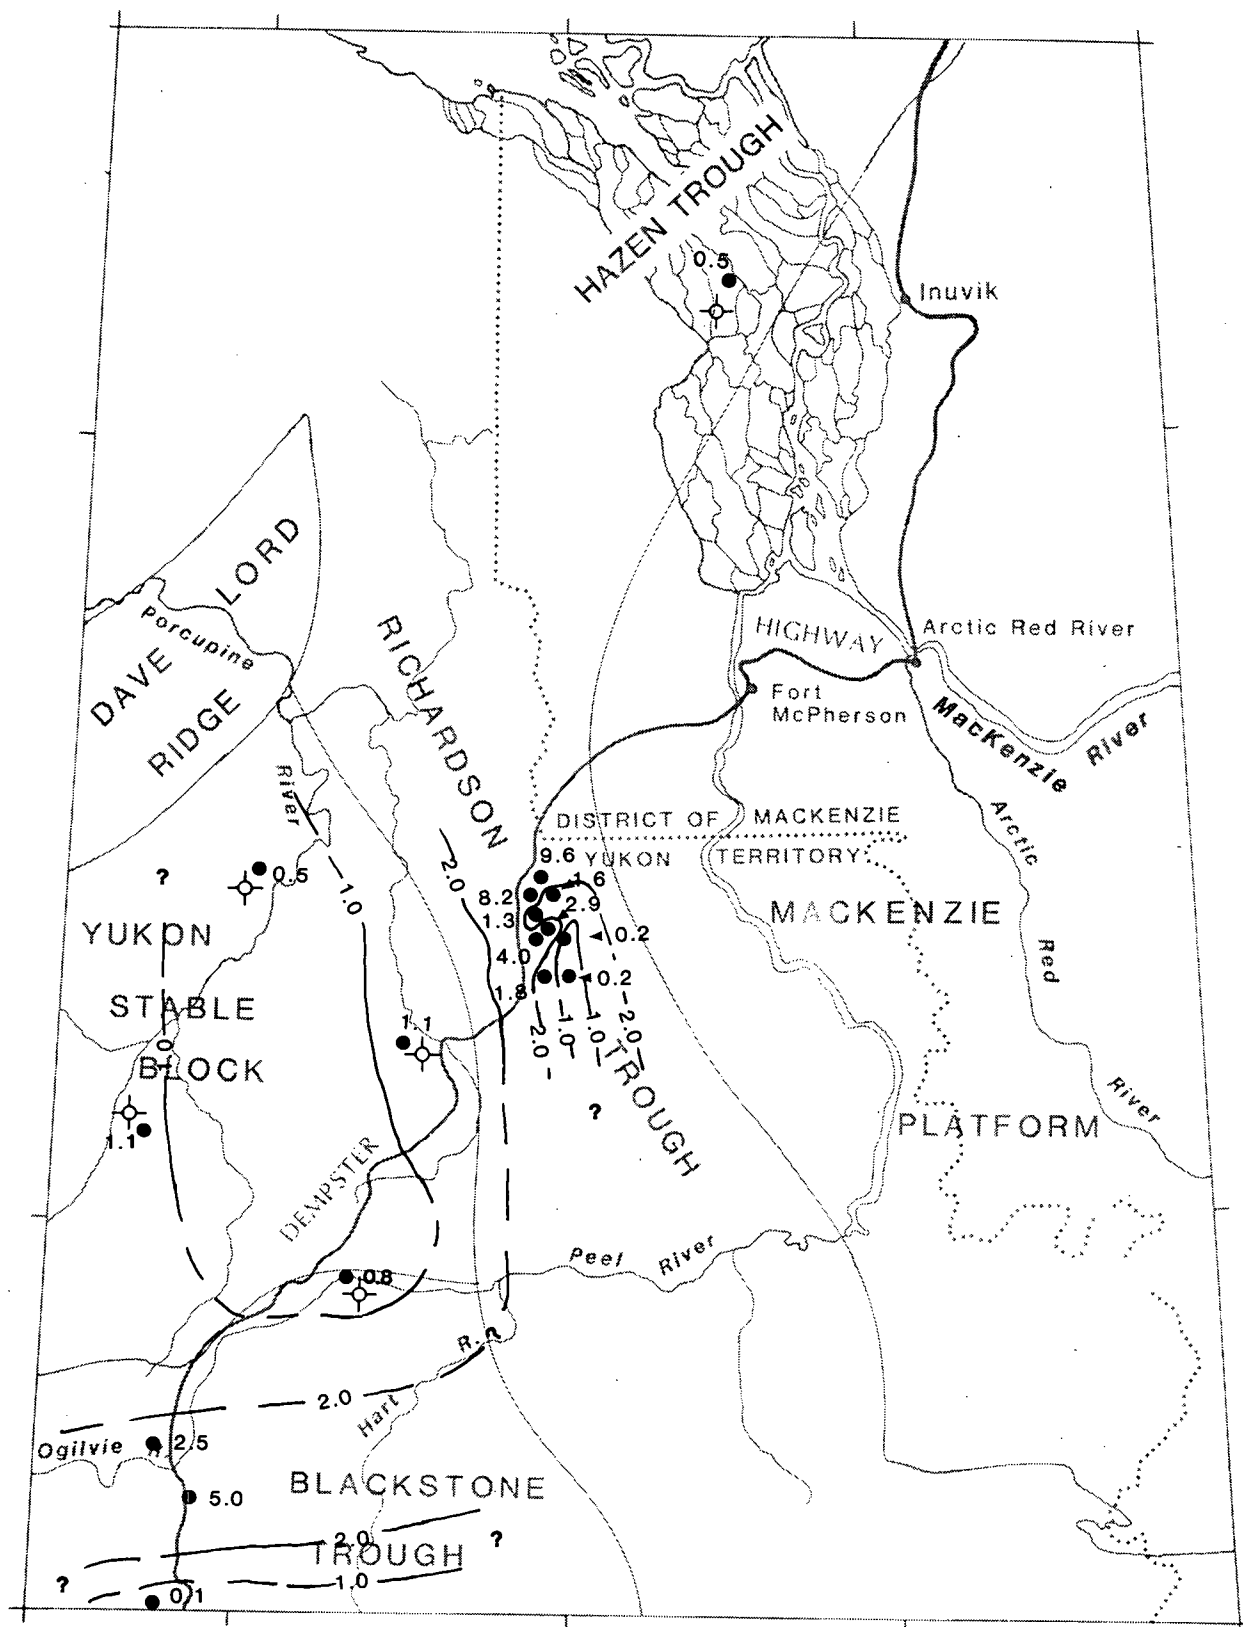 HAZEN TROUGH
0.5
Inuvik
DAVE LORD
RIDGE
Porcupine
River
RICHARDSON
TROUGH
HIGHWAY
Arctic Red River
Fort
McPherson
MacKenzie River
Arctic
Red
River
DISTRICT OF MACKENZIE
YUKON TERRITORY
MACKENZIE
PLATFORM
9.6
1.6
8.2
2.9
1.3
0.2
4.0
0.2
1.8
2.0
1.0
1.0
2.0
?
2.0
1.0
?
0.5
YUKON
STABLE
BLOCK
1.0
1.1
1.1
DEMPSTER
0.8
Peel River
Hart R.
2.0
Ogilvie R.
2.5
5.0
BLACKSTONE
TROUGH
2.0
?
?
1.0
0.1